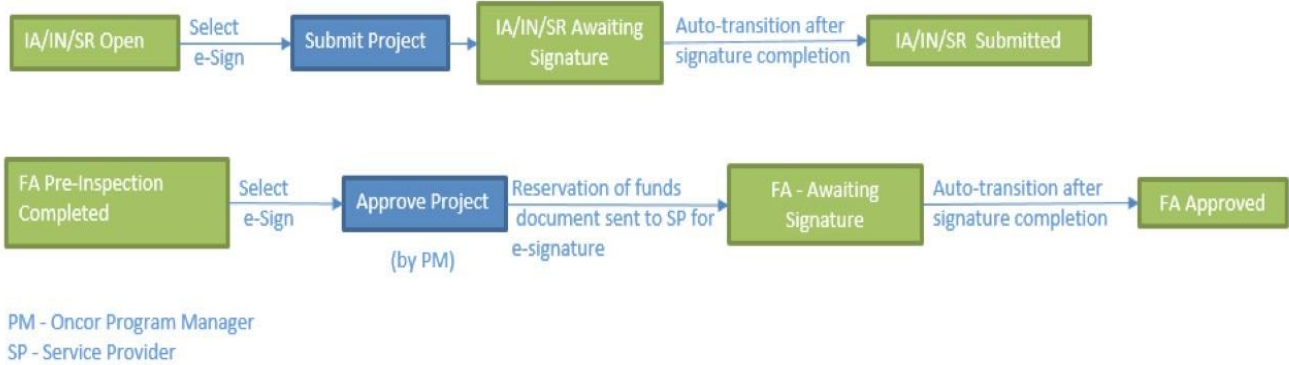 IA/IN/SR Open
Select
e-Sign
Submit Project
IA/IN/SR Awaiting
Signature
Auto-transition after
signature completion
IA/IN/SR Submitted
FA Pre-Inspection
Completed
Select
e-Sign
Approve Project
(by PM)
Reservation of funds
document sent to SP for
e-signature
FA - Awaiting
Signature
Auto-transition after
signature completion
FA Approved
PM - Oncor Program Manager
SP - Service Provider